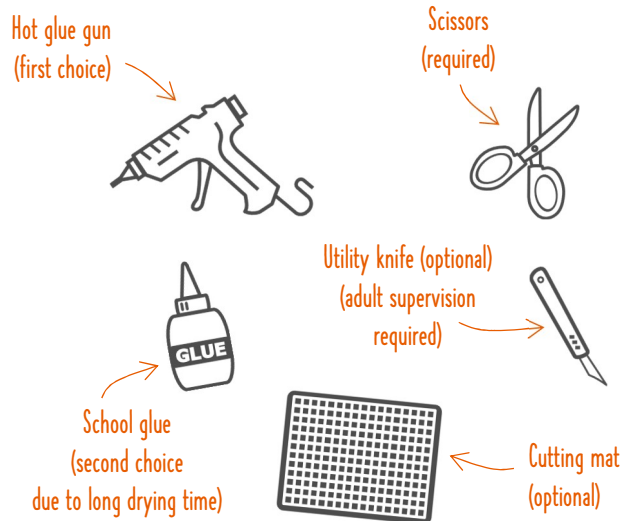 Hot glue gun
(first choice)
Scissors
(required)
Utility knife (optional)
(adult supervision
required)
GLUE
School glue
(second choice
due to long drying time)
Cutting mat
(optional)